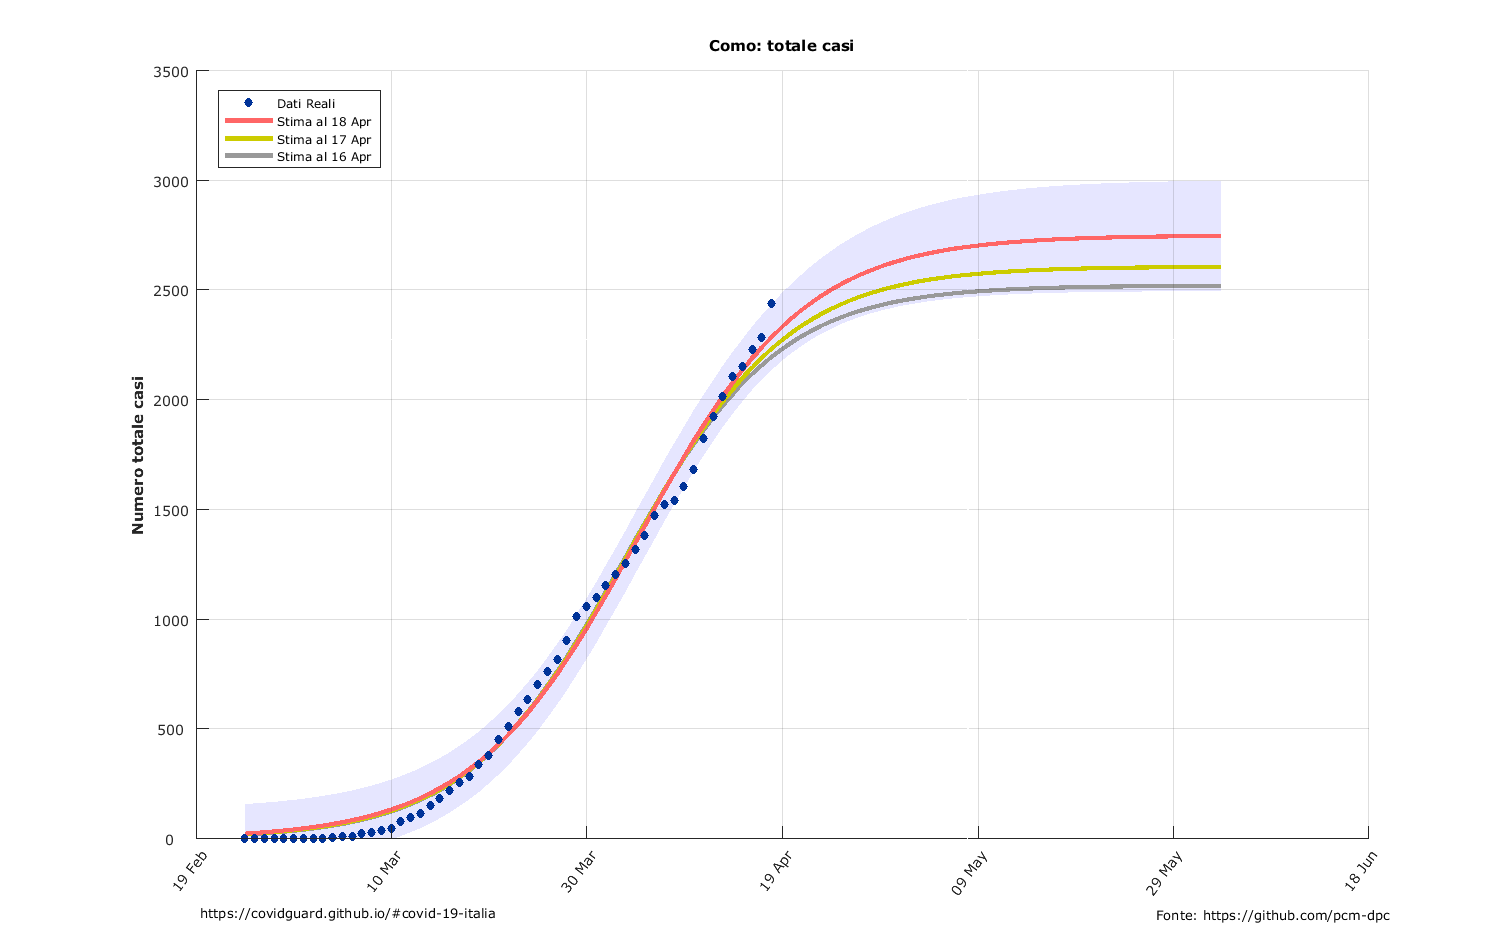 Como: totale casi
3500
3000
2500
2000
1500
1000
500
0
Numero totale casi
Dati Reali
Stima al 18 Apr
Stima al 17 Apr
Stima al 16 Apr
19 Feb
10 Mar
30 Mar
19 Apr
09 May
29 May
18 Jun
https://covidguard.github.io/#covid-19-italia
Fonte: https://github.com/pcm-dpc